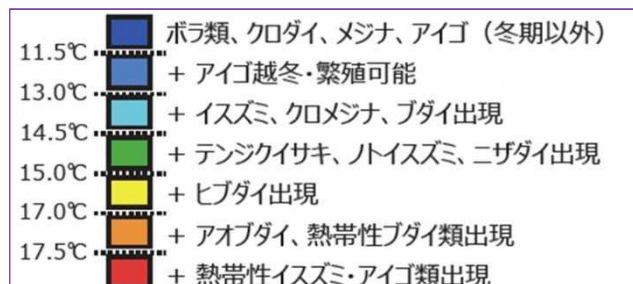 ボラ類、クロダイ、メジナ、アイゴ（冬期以外）
11.5℃
+ アイゴ越冬・繁殖可能
13.0℃
+ イスズミ、クロメジナ、ブダイ出現
14.5℃
+ テンジクイサキ、ノトイスズミ、ニザダイ出現
15.0℃
+ ヒブダイ出現
17.0℃
+ アオブダイ、熱帯性ブダイ類出現
17.5℃
+ 熱帯性イスズミ・アイゴ類出現